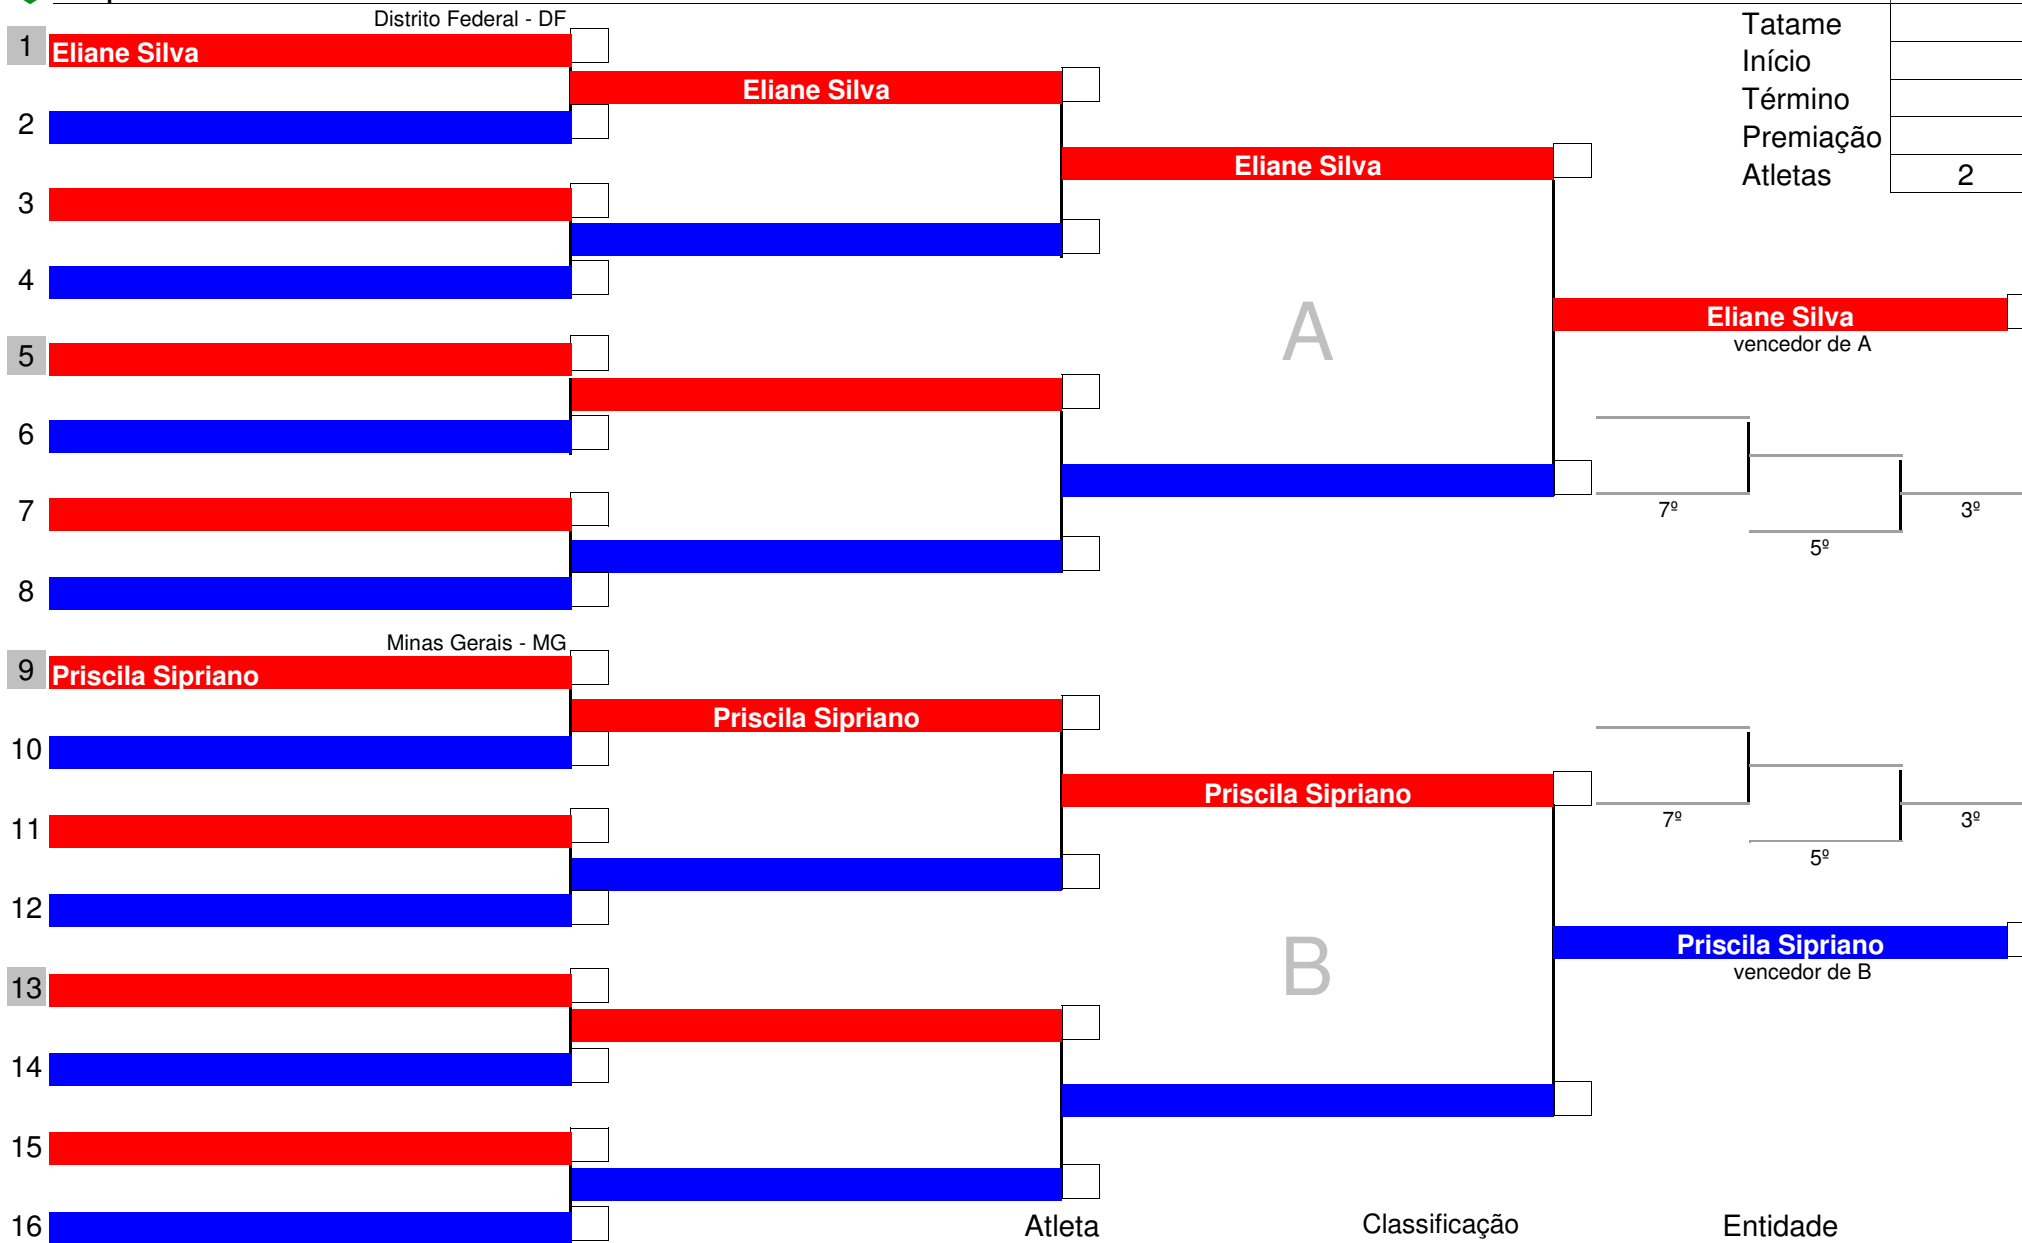 Distrito Federal - DF
Tatame
1 Eliane Silva
Início
Eliane Silva
Término
2
Premiação
Eliane Silva
Atletas 2
3
4
Eliane Silva
A
vencedor de A
5
6
7
7º 3º
5º
8
Minas Gerais - MG
9 Priscila Sipriano
Priscila Sipriano
10
Priscila Sipriano
11
7º 3º
5º
12
Priscila Sipriano
B
vencedor de B
13
14
15
16
Atleta Classificação Entidade